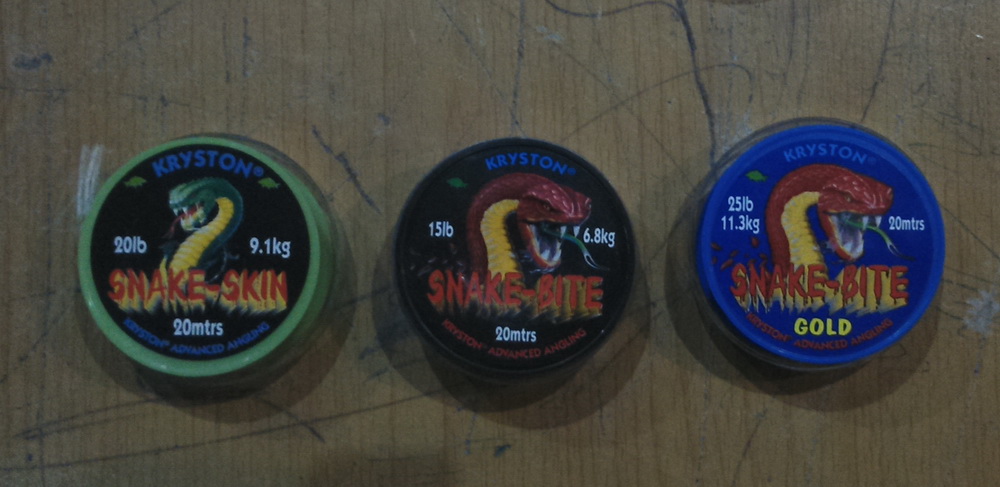 KRYSTON®
20lb 9.1kg
SNAKE-SKIN
20mtrs
KRYSTON® ADVANCED ANGLING
KRYSTON®
15lb 6.8kg
SNAKE-BITE
20mtrs
KRYSTON® ADVANCED ANGLING
KRYSTON®
25lb
11.3kg 20mtrs
SNAKE-BITE
GOLD
KRYSTON® ADVANCED ANGLING